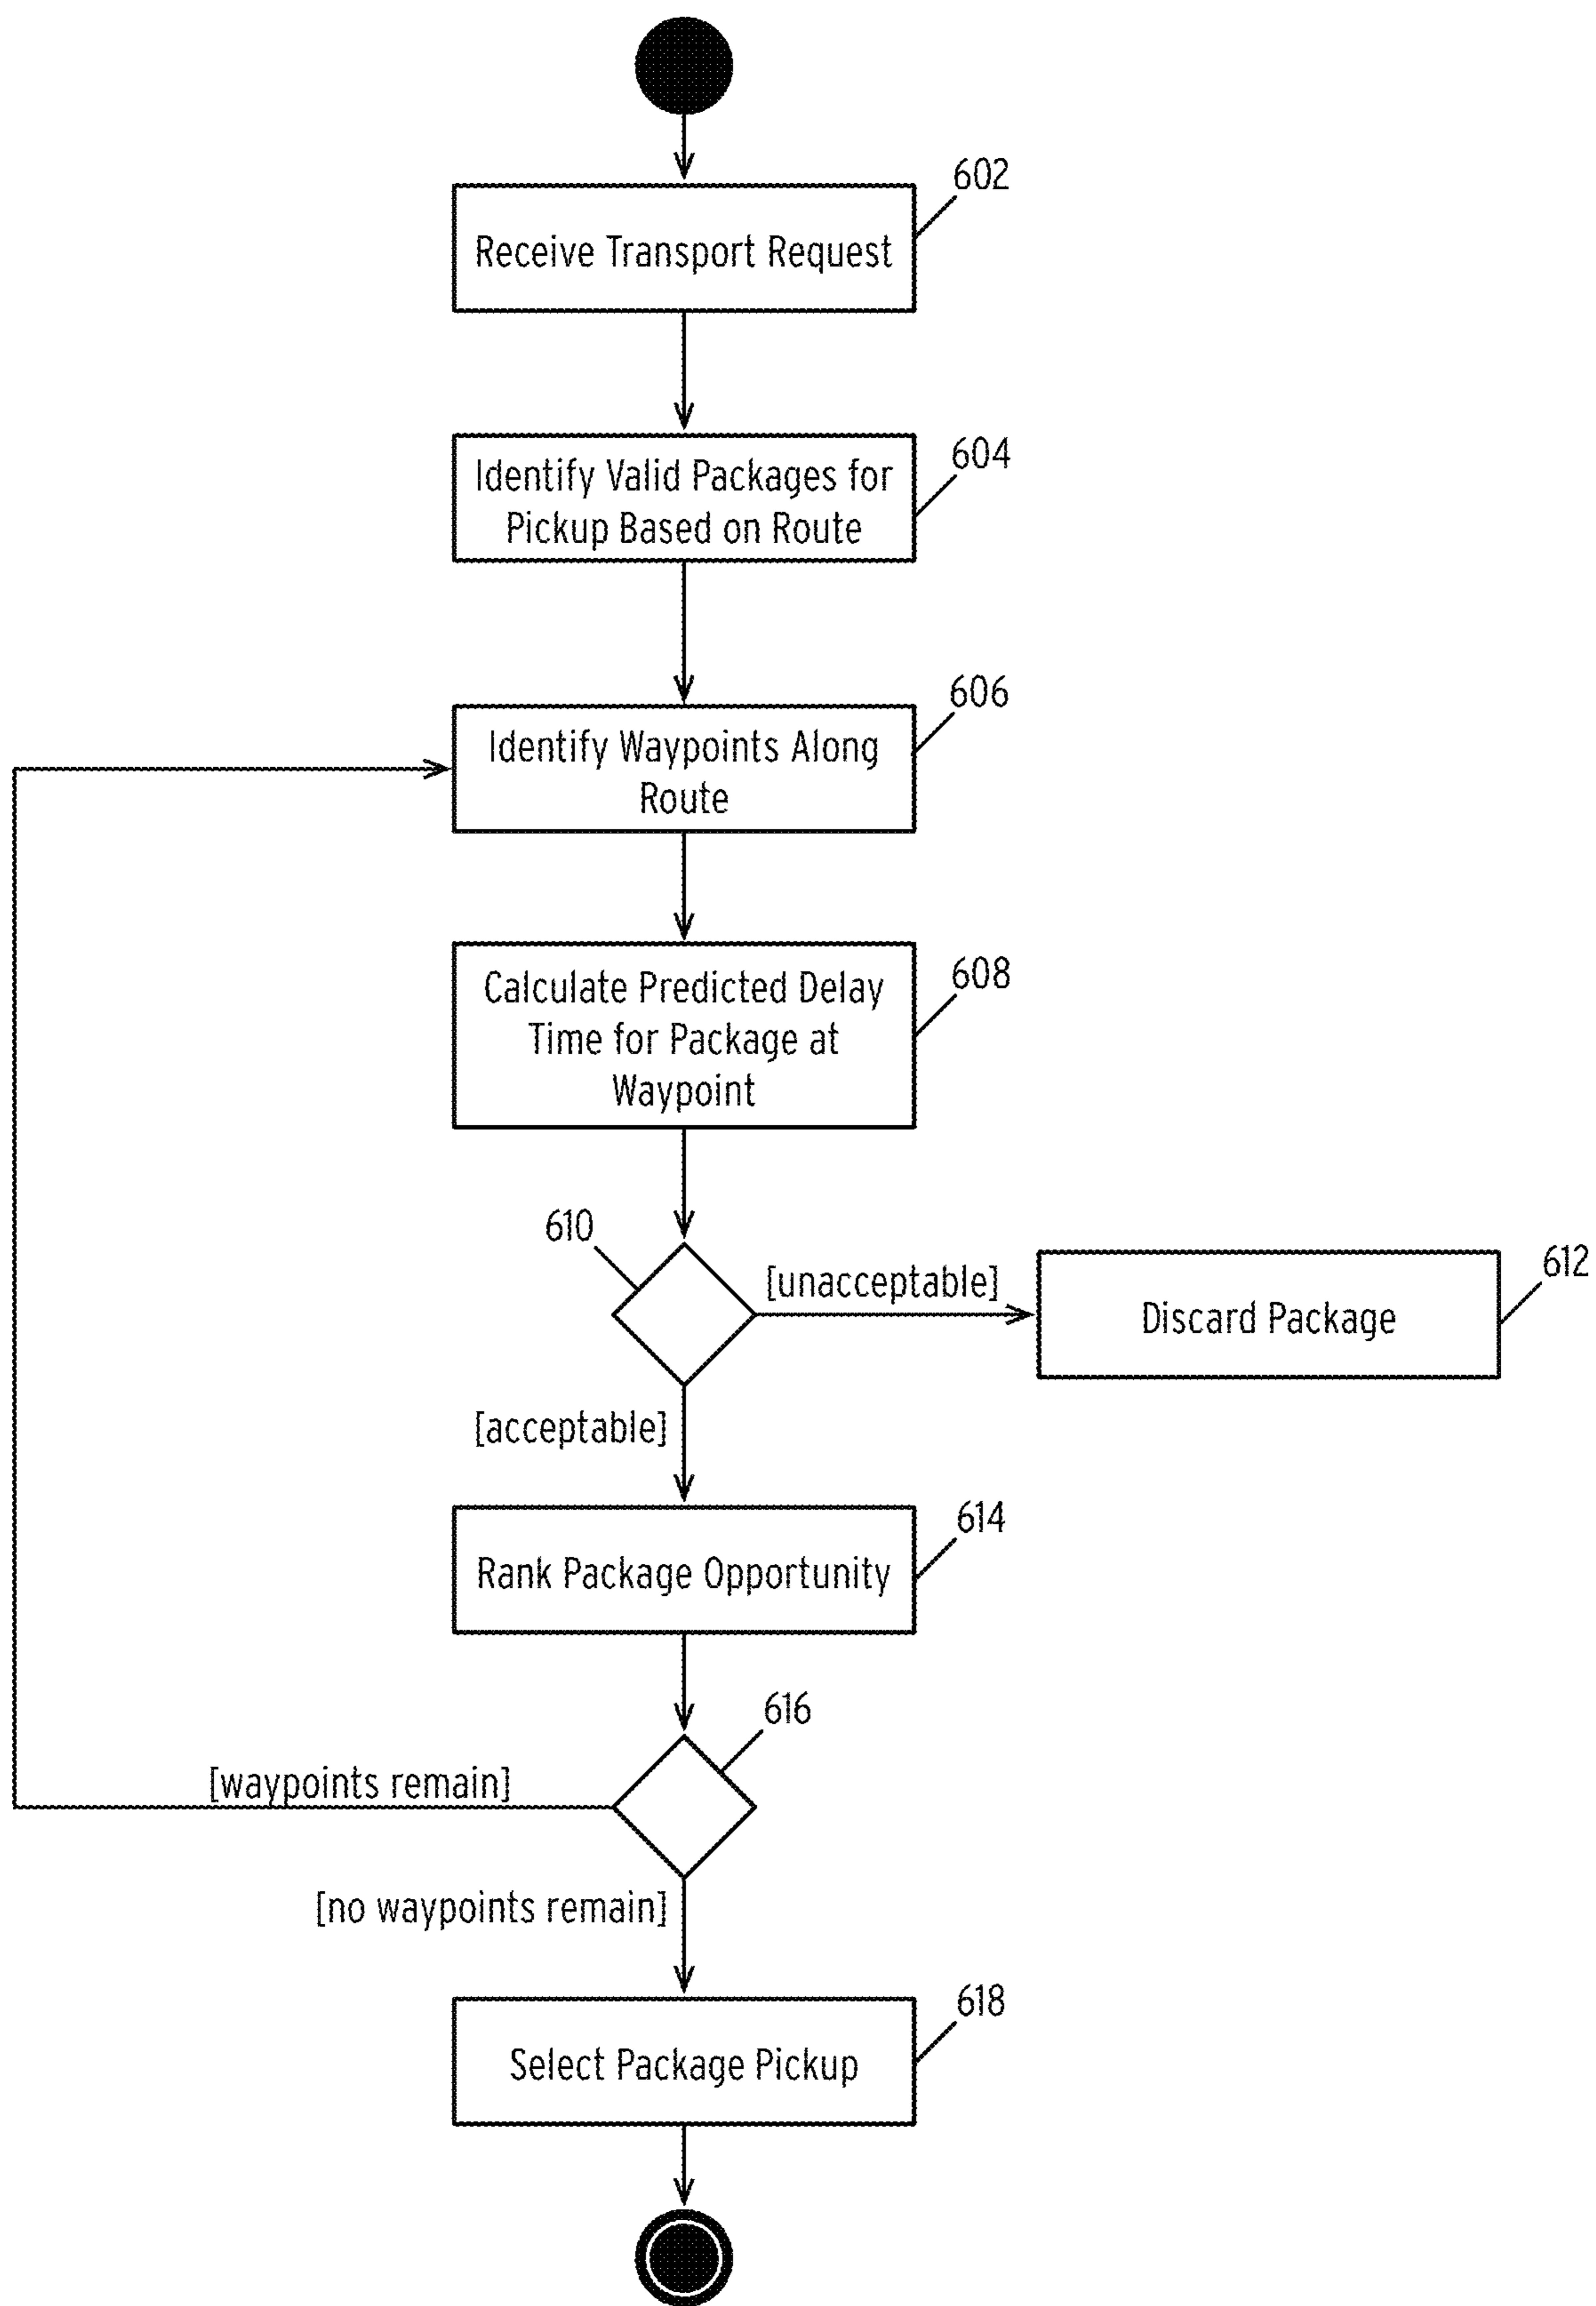 602
Receive Transport Request
604
Identify Valid Packages for
Pickup Based on Route
606
Identify Waypoints Along
Route
608
Calculate Predicted Delay
Time for Package at
Waypoint
610
[unacceptable]
612
Discard Package
[acceptable]
614
Rank Package Opportunity
616
[waypoints remain]
[no waypoints remain]
618
Select Package Pickup